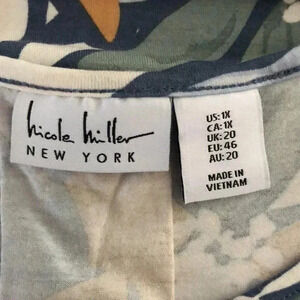 nicole miller
NEW YORK
US: 1X
CA: 1X
UK: 20
EU: 46
AU: 20
MADE IN
VIETNAM